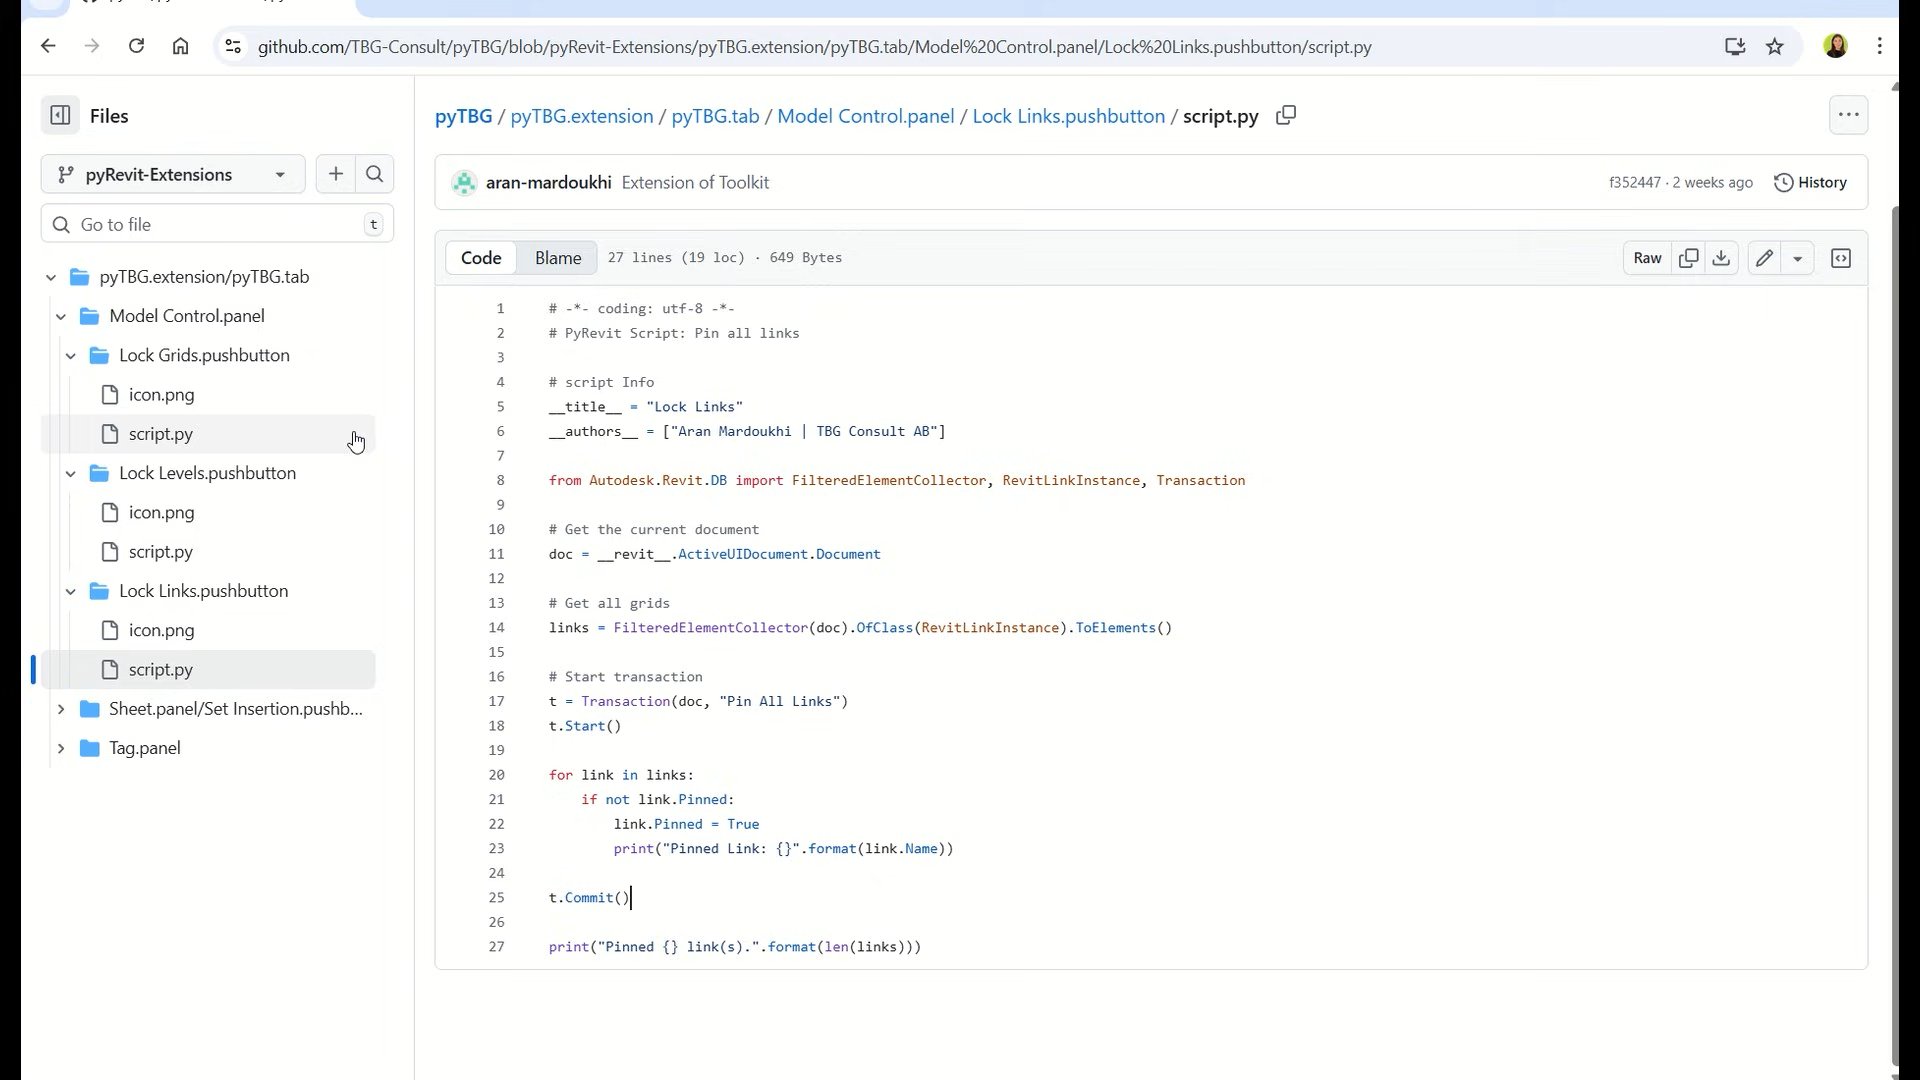 github.com/TBG-Consult/pyTBG/blob/pyRevit-Extensions/pyTBG.extension/pyTBG.tab/Model%20Control.panel/Lock%20Links.pushbutton/script.py
Files
pyRevit-Extensions
Go to file
t
pyTBG.extension/pyTBG.tab
Model Control.panel
Lock Grids.pushbutton
icon.png
script.py
Lock Levels.pushbutton
icon.png
script.py
Lock Links.pushbutton
icon.png
script.py
Sheet.panel/Set Insertion.pushb...
Tag.panel
pyTBG / pyTBG.extension / pyTBG.tab / Model Control.panel / Lock Links.pushbutton / script.py
aran-mardoukhi Extension of Toolkit
f352447 · 2 weeks ago
History
Code Blame 27 lines (19 loc) · 649 Bytes
Raw
1 # -*- coding: utf-8 -*-
2 # PyRevit Script: Pin all links
3
4 # script Info
5 __title__ = "Lock Links"
6 __authors__ = ["Aran Mardoukhi | TBG Consult AB"]
7
8 from Autodesk.Revit.DB import FilteredElementCollector, RevitLinkInstance, Transaction
9
10 # Get the current document
11 doc = __revit__.ActiveUIDocument.Document
12
13 # Get all grids
14 links = FilteredElementCollector(doc).OfClass(RevitLinkInstance).ToElements()
15
16 # Start transaction
17 t = Transaction(doc, "Pin All Links")
18 t.Start()
19
20 for link in links:
21     if not link.Pinned:
22         link.Pinned = True
23         print("Pinned Link: {}".format(link.Name))
24
25 t.Commit()
26
27 print("Pinned {} link(s).".format(len(links)))